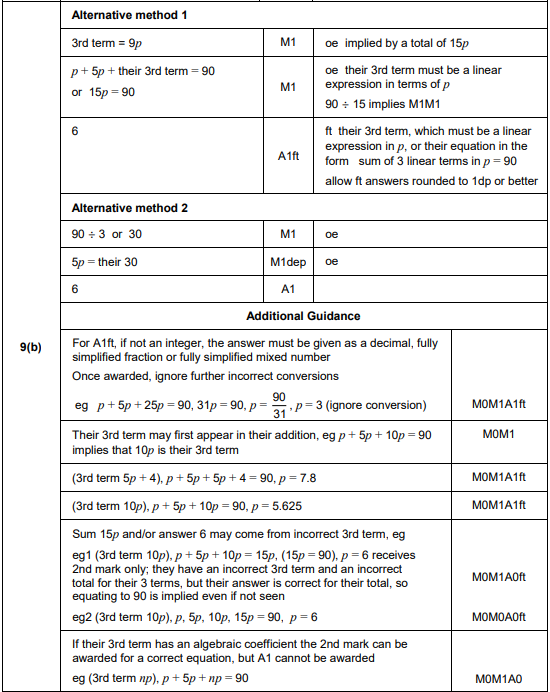 Alternative method 1
3rd term = 9p
M1
oe implied by a total of 15p
p + 5p + their 3rd term = 90
or 15p = 90
M1
oe their 3rd term must be a linear
expression in terms of p
90 ÷ 15 implies M1M1
6
A1ft
ft their 3rd term, which must be a linear
expression in p, or their equation in the
form sum of 3 linear terms in p = 90
allow ft answers rounded to 1dp or better
Alternative method 2
90 ÷ 3 or 30
M1
oe
5p = their 30
M1dep
oe
6
A1
Additional Guidance
9(b)
For A1ft, if not an integer, the answer must be given as a decimal, fully
simplified fraction or fully simplified mixed number
Once awarded, ignore further incorrect conversions
eg p + 5p + 25p = 90, 31p = 90, p = 90/31, p = 3 (ignore conversion)
M0M1A1ft
Their 3rd term may first appear in their addition, eg p + 5p + 10p = 90
implies that 10p is their 3rd term
M0M1
(3rd term 5p + 4), p + 5p + 5p + 4 = 90, p = 7.8
M0M1A1ft
(3rd term 10p), p + 5p + 10p = 90, p = 5.625
M0M1A1ft
Sum 15p and/or answer 6 may come from incorrect 3rd term, eg
eg1 (3rd term 10p), p + 5p + 10p = 15p, (15p = 90), p = 6 receives
2nd mark only; they have an incorrect 3rd term and an incorrect
total for their 3 terms, but their answer is correct for their total, so
equating to 90 is implied even if not seen
M0M1A0ft
eg2 (3rd term 10p), p, 5p, 10p, 15p = 90, p = 6
M0M0A0ft
If their 3rd term has an algebraic coefficient the 2nd mark can be
awarded for a correct equation, but A1 cannot be awarded
eg (3rd term np), p + 5p + np = 90
M0M1A0